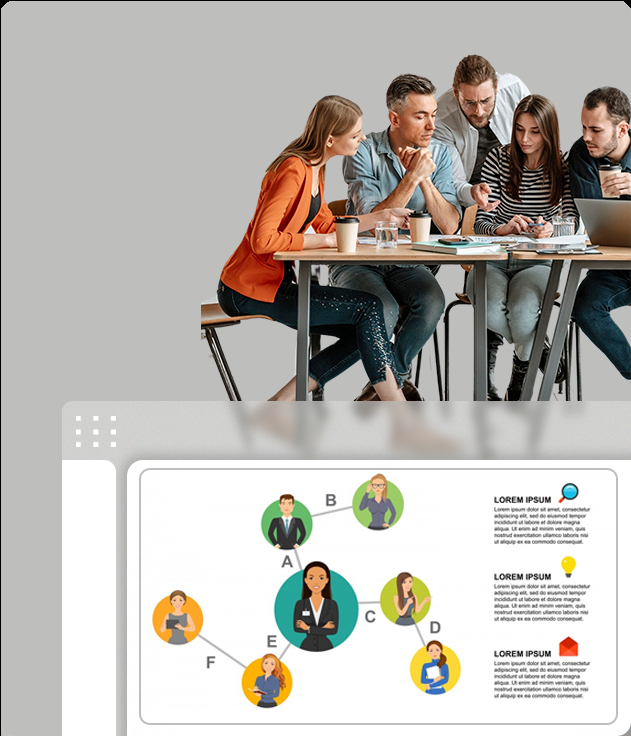 B
A
C
D
E
F
LOREM IPSUM
Lorem ipsum dolor sit amet, consectetur
adipiscing elit, sed do eiusmod tempor
incididunt ut labore et dolore magna
aliqua. Ut enim ad minim veniam, quis
nostrud exercitation ullamco laboris nisi
ut aliquip ex ea commodo consequat.
LOREM IPSUM
Lorem ipsum dolor sit amet, consectetur
adipiscing elit, sed do eiusmod tempor
incididunt ut labore et dolore magna
aliqua. Ut enim ad minim veniam, quis
nostrud exercitation ullamco laboris nisi
ut aliquip ex ea commodo consequat.
LOREM IPSUM
Lorem ipsum dolor sit amet, consectetur
adipiscing elit, sed do eiusmod tempor
incididunt ut labore et dolore magna
aliqua. Ut enim ad minim veniam, quis
nostrud exercitation ullamco laboris nisi
ut aliquip ex ea commodo consequat.